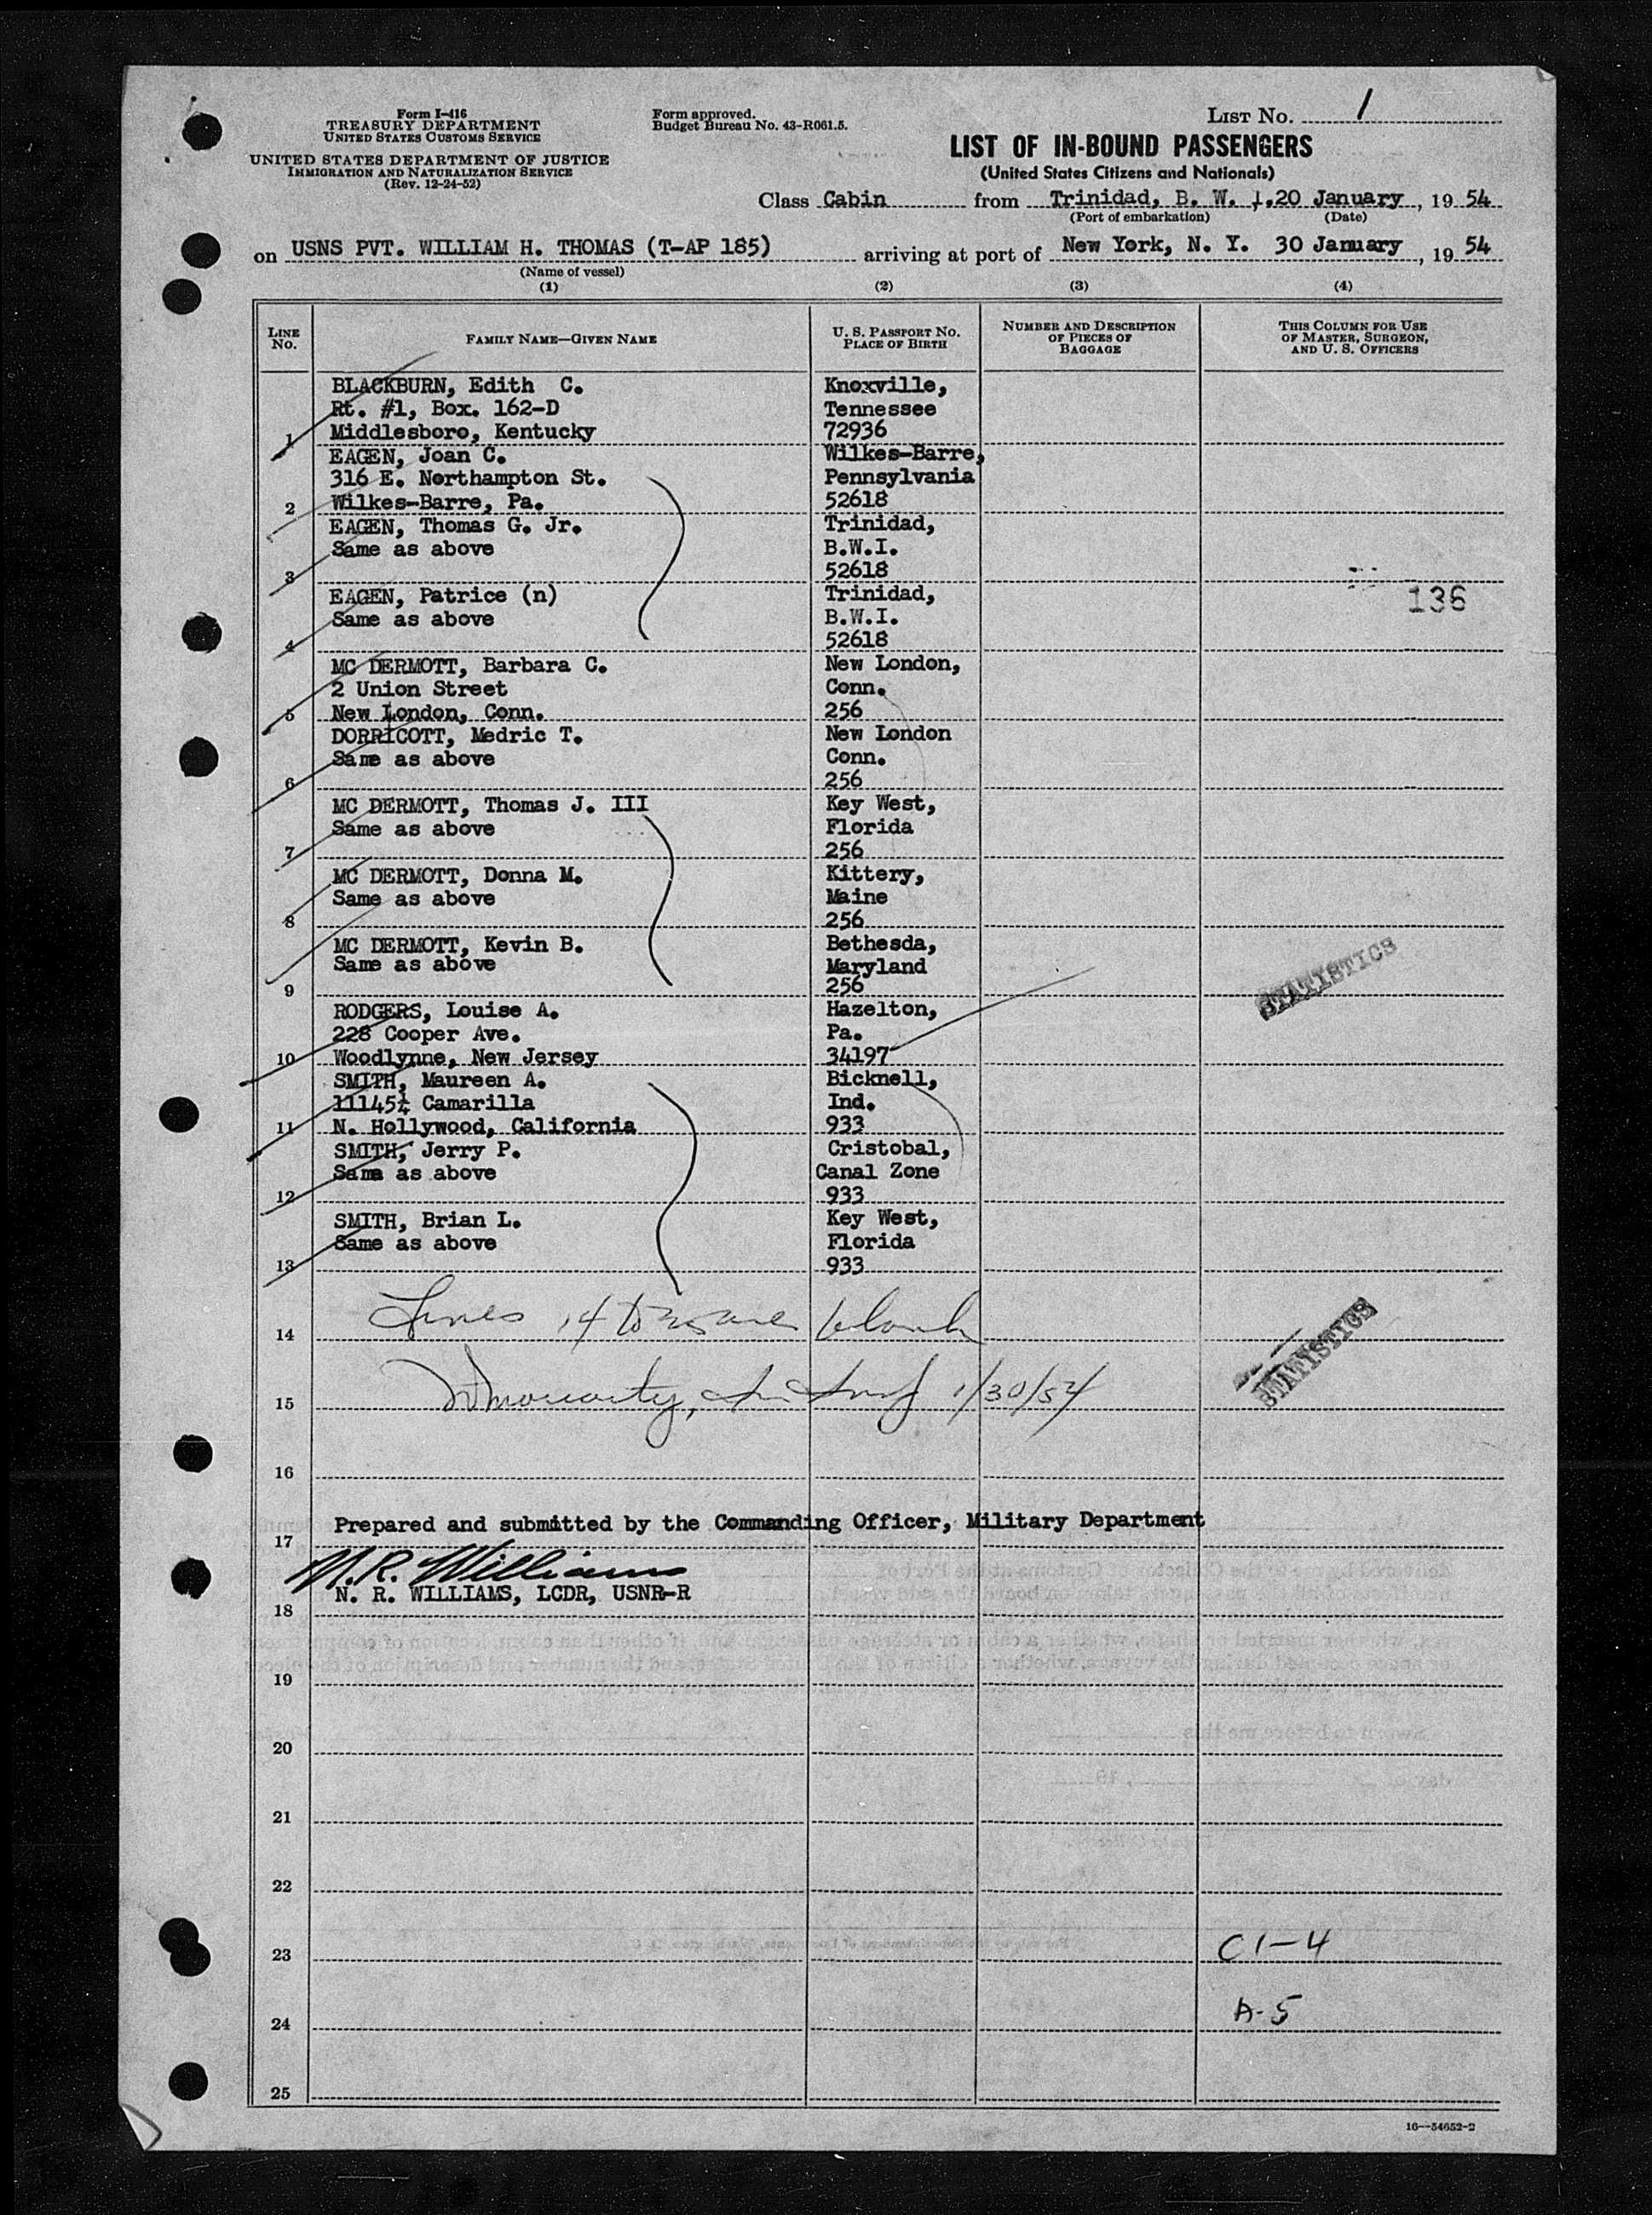 Form I-416
TREASURY DEPARTMENT
UNITED STATES CUSTOMS SERVICE
UNITED STATES DEPARTMENT OF JUSTICE
IMMIGRATION AND NATURALIZATION SERVICE
(Rev. 12-24-52)
Form approved.
Budget Bureau No. 43-R061.5.
LIST NO. 1
LIST OF IN-BOUND PASSENGERS
(United States Citizens and Nationals)
Class Cabin from Trinidad, B. W. I. 20 January, 19 54
(Port of embarkation) (Date)
on USNS PVT. WILLIAM H. THOMAS (T-AP 185) arriving at port of New York, N. Y. 30 January, 19 54
(Name of vessel)
(1) (2) (3) (4)
LINE NO. FAMILY NAME—GIVEN NAME U. S. PASSPORT NO. PLACE OF BIRTH NUMBER AND DESCRIPTION OF PIECES OF BAGGAGE THIS COLUMN FOR USE OF MASTER, SURGEON, AND U. S. OFFICERS
BLACKBURN, Edith C. Knoxville,
Rt. #1, Box. 162-D Tennessee
1 Middlesboro, Kentucky 72936
EAGEN, Joan C. Wilkes-Barre,
316 E. Northampton St. Pennsylvania
2 Wilkes-Barre, Pa. 52618
EAGEN, Thomas G. Jr. Trinidad,
Same as above B.W.I.
3 52618
EAGEN, Patrice (n) Trinidad, 136
Same as above B.W.I.
4 52618
MC DERMOTT, Barbara C. New London,
2 Union Street Conn.
5 New London, Conn. 256
DORRICOTT, Medric T. New London
Same as above Conn.
6 256
MC DERMOTT, Thomas J. III Key West,
Same as above Florida
7 256
MC DERMOTT, Donna M. Kittery,
Same as above Maine
8 256
MC DERMOTT, Kevin B. Bethesda,
Same as above Maryland
9 256
STATISTICS
RODGERS, Louise A. Hazelton,
228 Cooper Ave. Pa.
10 Woodlynne, New Jersey 34197
SMITH, Maureen A. Bicknell,
11145¼ Camarilla Ind.
11 N. Hollywood, California 933
SMITH, Jerry P. Cristobal,
Same as above Canal Zone
12 933
SMITH, Brian L. Key West,
Same as above Florida
13 933
14 Lines 14 to 25 are blank
STATISTICS
15 Moriarty, 1/30/54
16
17 Prepared and submitted by the Commanding Officer, Military Department
N. R. Williams
18 N. R. WILLIAMS, LCDR, USNR-R
19
20
21
22
23 C 1-4
24 A-5
25
16—54652-2